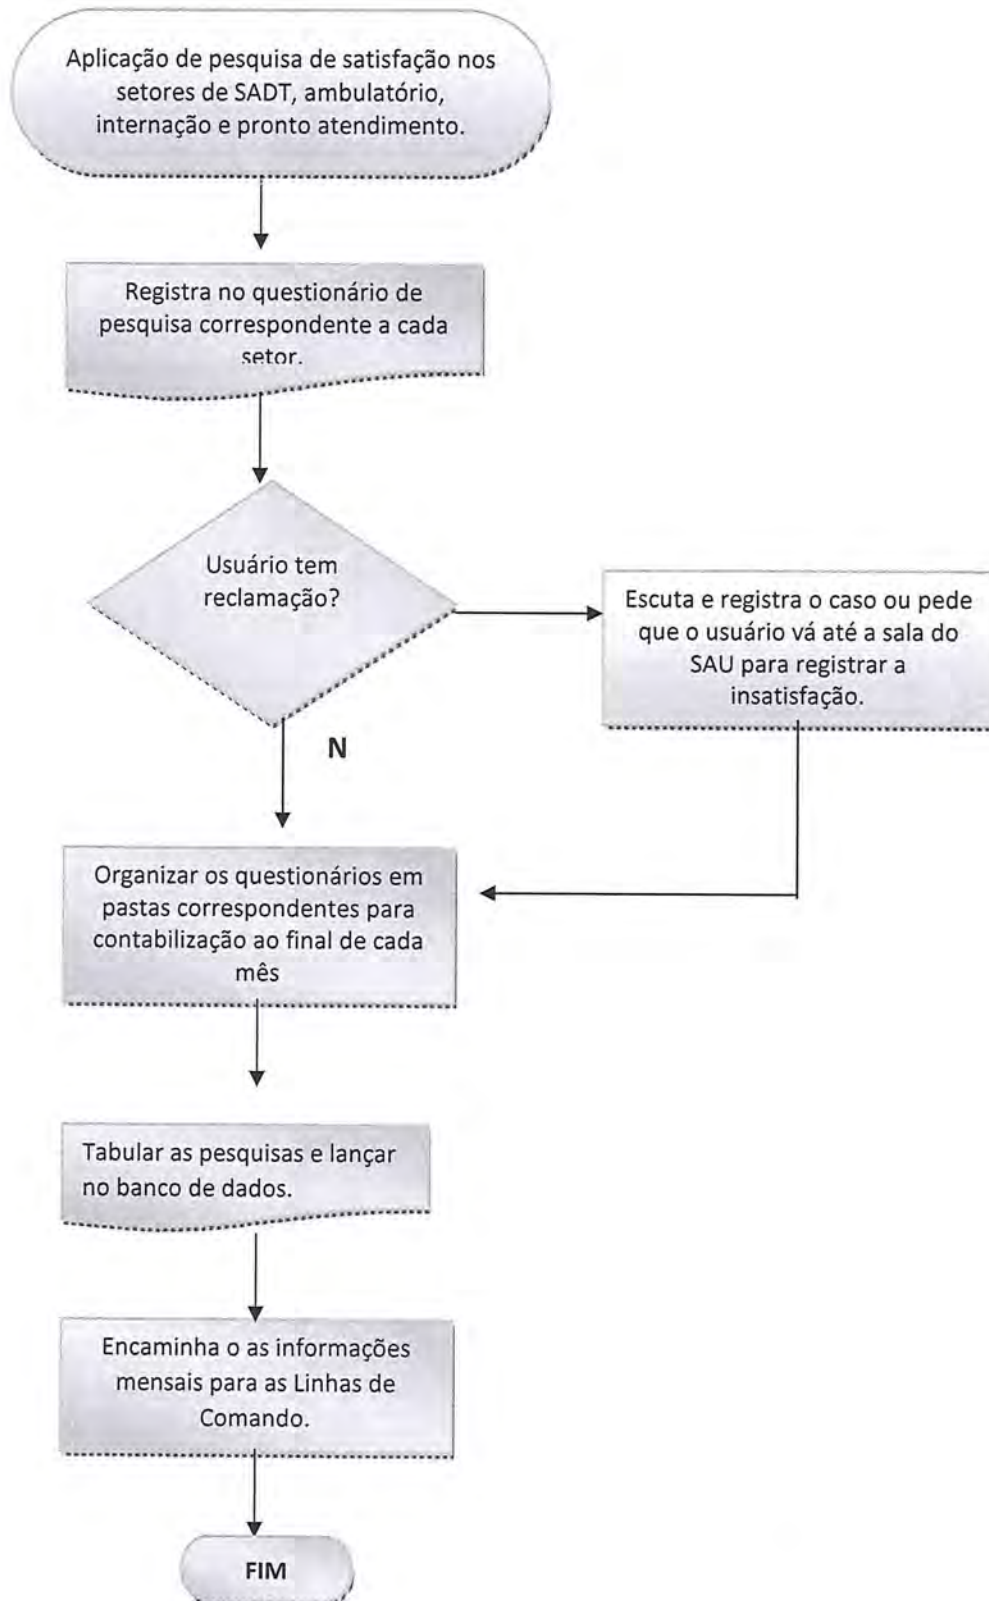 Aplicação de pesquisa de satisfação nos
setores de SADT, ambulatório,
internação e pronto atendimento.
Registra no questionário de
pesquisa correspondente a cada
setor.
Usuário tem
reclamação?
Escuta e registra o caso ou pede
que o usuário vá até a sala do
SAU para registrar a
insatisfação.
N
Organizar os questionários em
pastas correspondentes para
contabilização ao final de cada
mês
Tabular as pesquisas e lançar
no banco de dados.
Encaminha o as informações
mensais para as Linhas de
Comando.
FIM